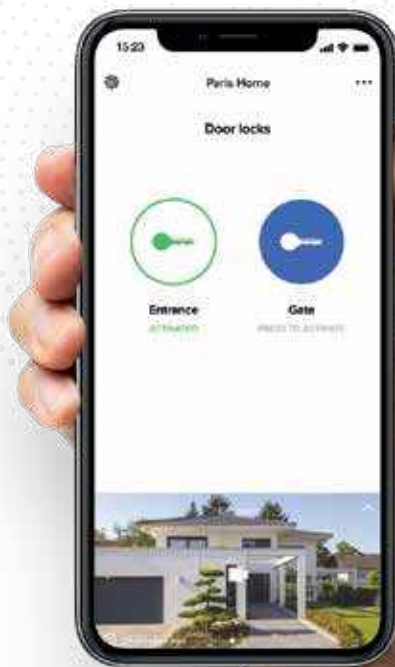 15:23
Paris Home
Door locks
Entrance Gate
ACTIVATED PRESS TO ACTIVATE